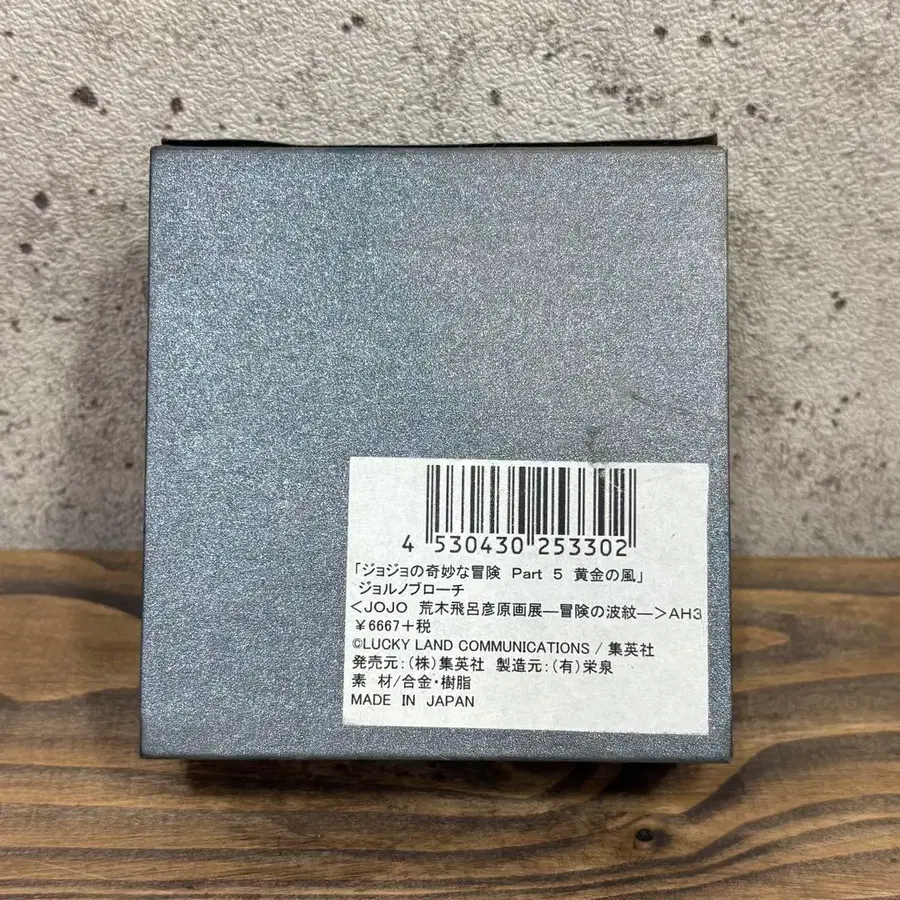 4 530430 253302
「ジョジョの奇妙な冒険 Part 5 黄金の風」
ジョルノブローチ
<JOJO 荒木飛呂彦原画展―冒険の波紋―>AH3
¥6667+税
©LUCKY LAND COMMUNICATIONS / 集英社
発売元:(株)集英社 製造元:(有)栄泉
素 材/合金・樹脂
MADE IN JAPAN